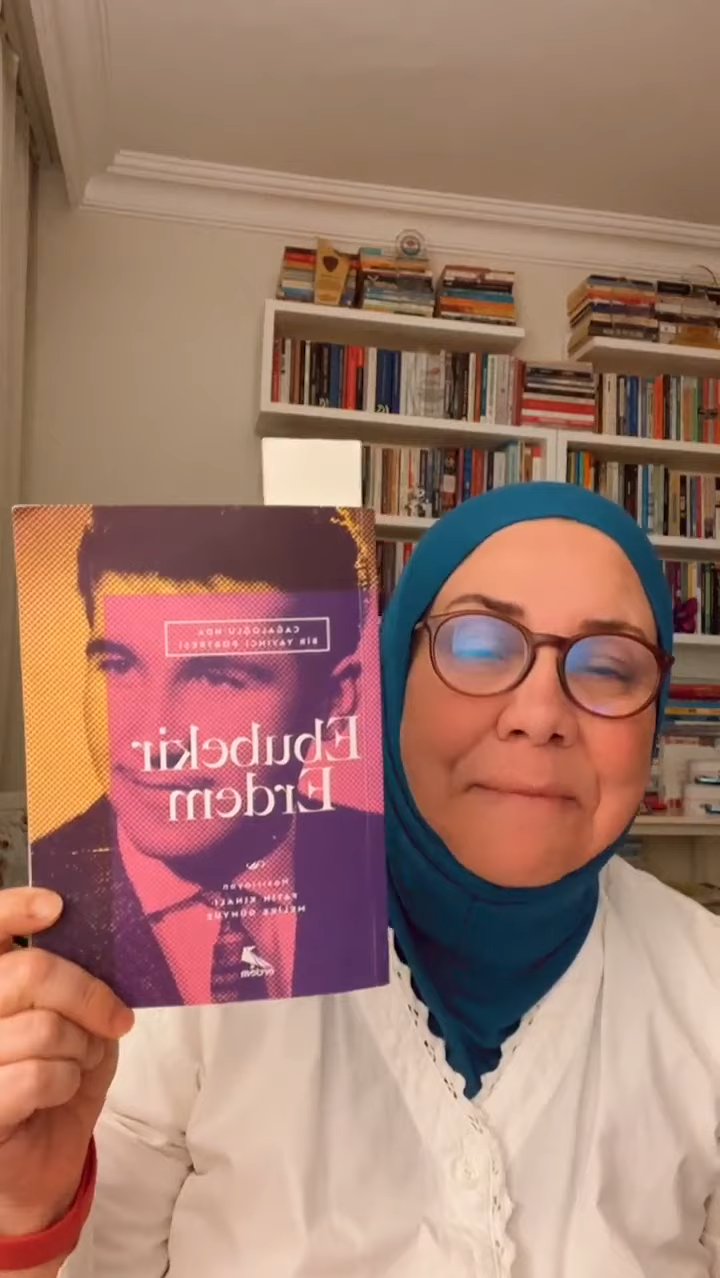 CAĞALOĞLU'NDA
BİR YAYINCI PORTRESİ
Ebubekir
Erdem
Hazırlayan
FATİH KINALI
MELİKE GÜNYÜZ
erdem